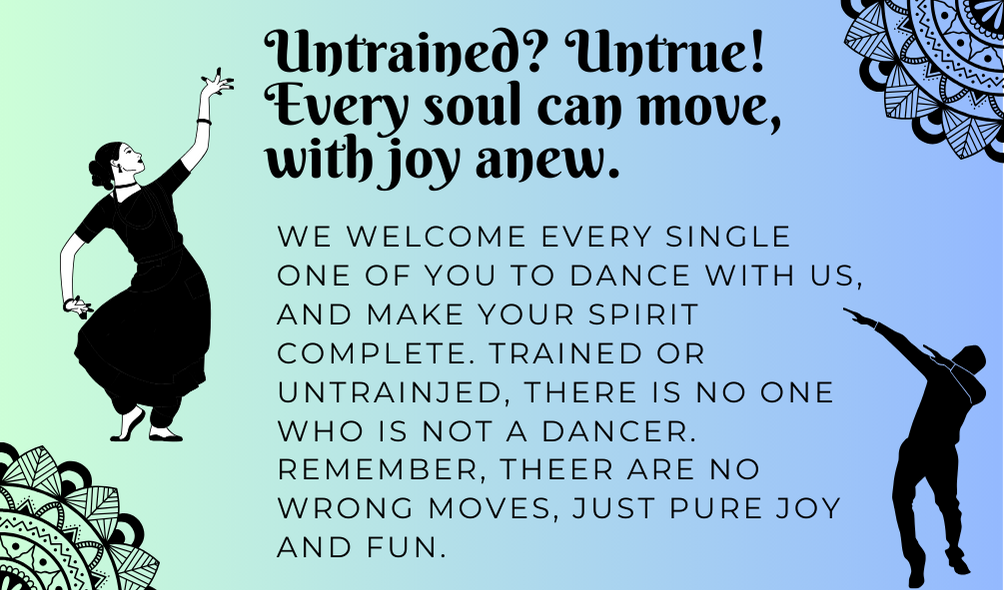 Untrained? Untrue!
Every soul can move,
with joy anew.
WE WELCOME EVERY SINGLE
ONE OF YOU TO DANCE WITH US,
AND MAKE YOUR SPIRIT
COMPLETE. TRAINED OR
UNTRAINJED, THERE IS NO ONE
WHO IS NOT A DANCER.
REMEMBER, THEER ARE NO
WRONG MOVES, JUST PURE JOY
AND FUN.